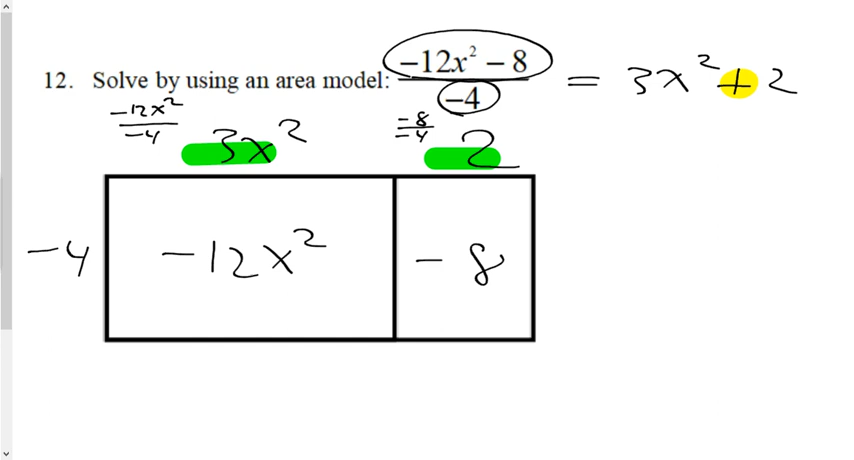 12. Solve by using an area model: (-12x² - 8)/(-4) = 3x² + 2
-12x²/-4 3x² -8/-4 2
-4 -12x² -8